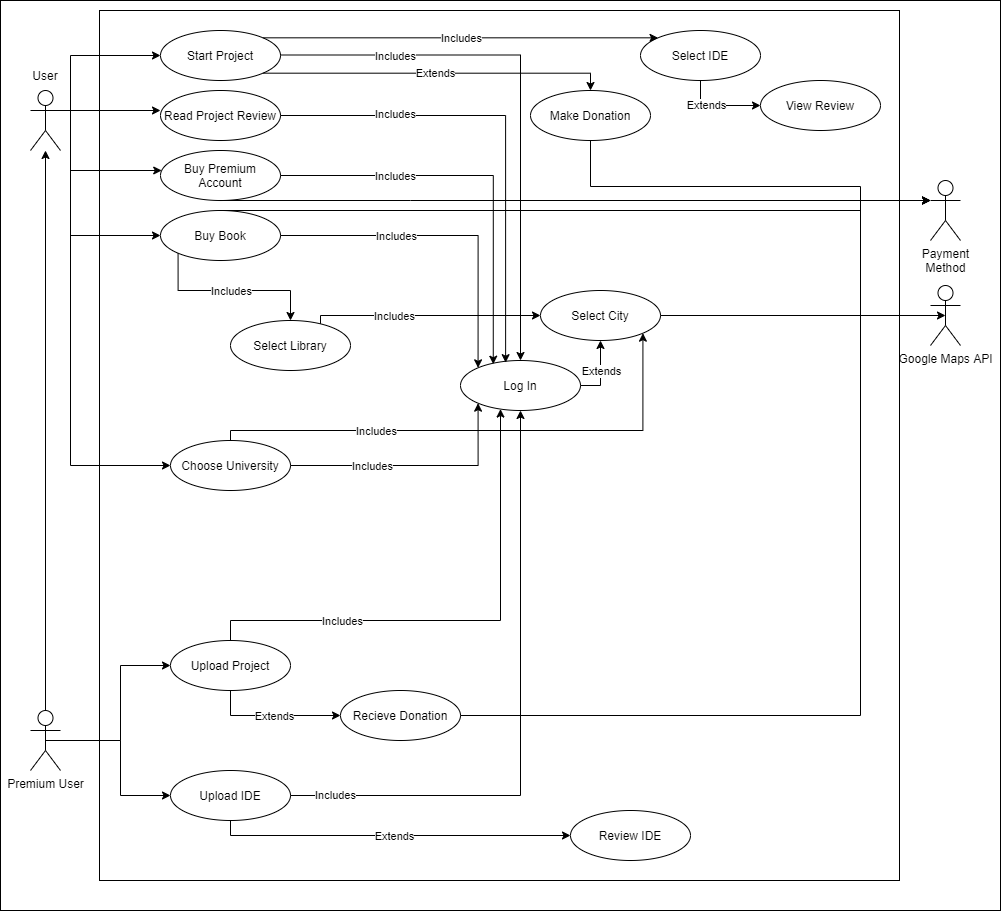 Includes
Start Project
Includes
Select IDE
User
Extends
Extends
View Review
Read Project Review
Includes
Make Donation
Buy Premium
Account
Includes
Buy Book
Includes
Payment
Method
Includes
Select Library
Includes
Select City
Google Maps API
Extends
Log In
Includes
Choose University
Includes
Includes
Upload Project
Extends
Recieve Donation
Premium User
Upload IDE
Includes
Extends
Review IDE